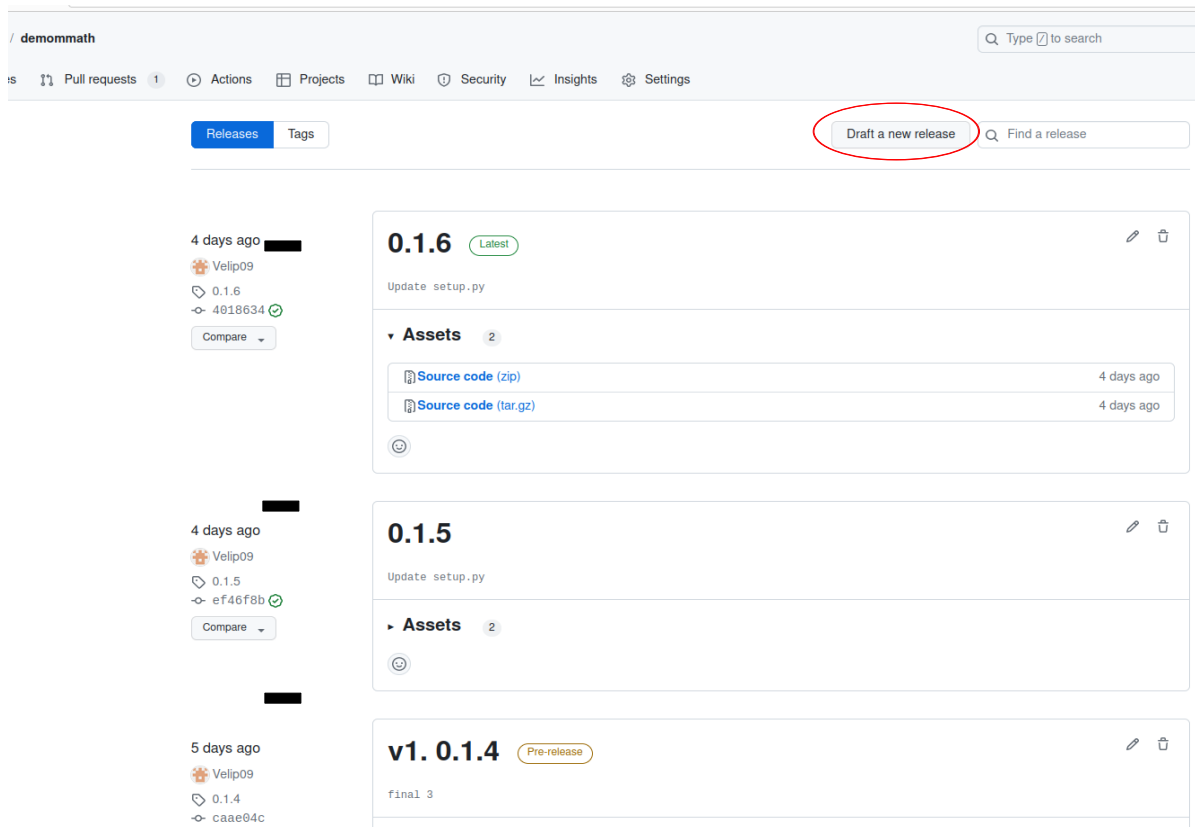 / demommath
Type / to search
es Pull requests 1 Actions Projects Wiki Security Insights Settings
Releases Tags Draft a new release Find a release
4 days ago
Velip09
0.1.6
4018634
Compare
0.1.6 Latest
Update setup.py
Assets 2
Source code (zip) 4 days ago
Source code (tar.gz) 4 days ago
4 days ago
Velip09
0.1.5
ef46f8b
Compare
0.1.5
Update setup.py
Assets 2
5 days ago
Velip09
0.1.4
caae04c
v1. 0.1.4 Pre-release
final 3